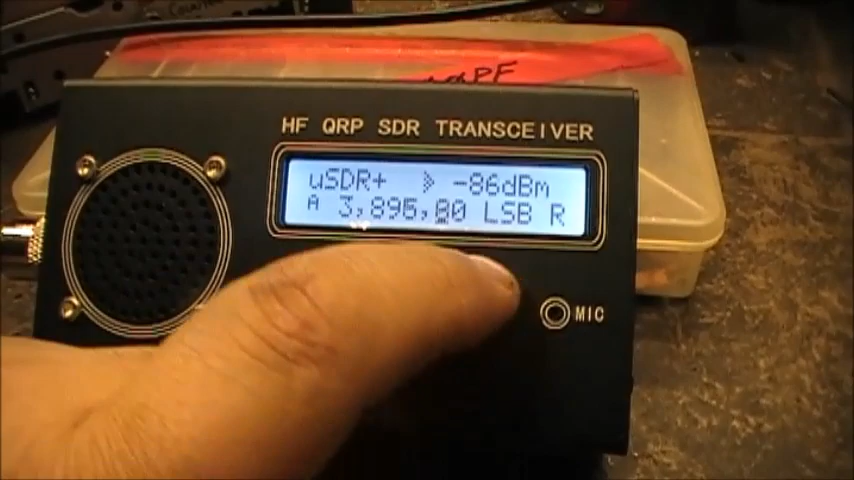 HF QRP SDR TRANSCEIVER
uSDR+ -86dBm
A 3,895,00 LSB R
MIC